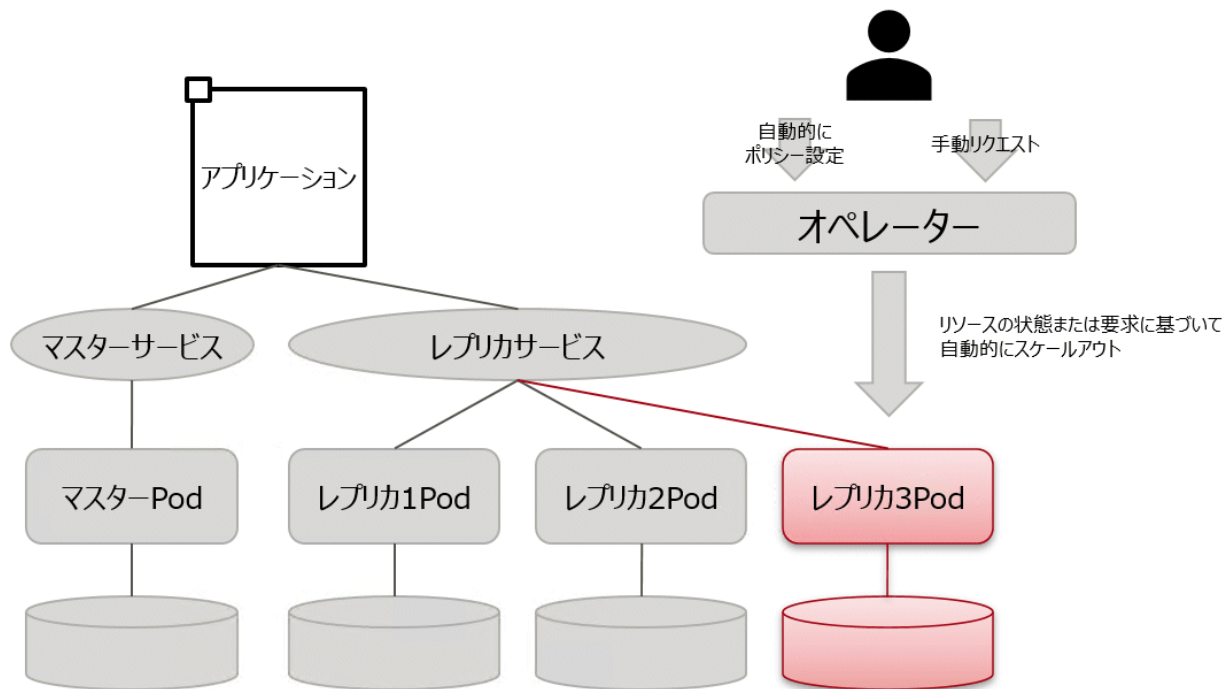 自動的に
ポリシー設定
手動リクエスト
アプリケーション
オペレーター
リソースの状態または要求に基づいて
自動的にスケールアウト
マスターサービス
レプリカサービス
マスターPod
レプリカ1Pod
レプリカ2Pod
レプリカ3Pod